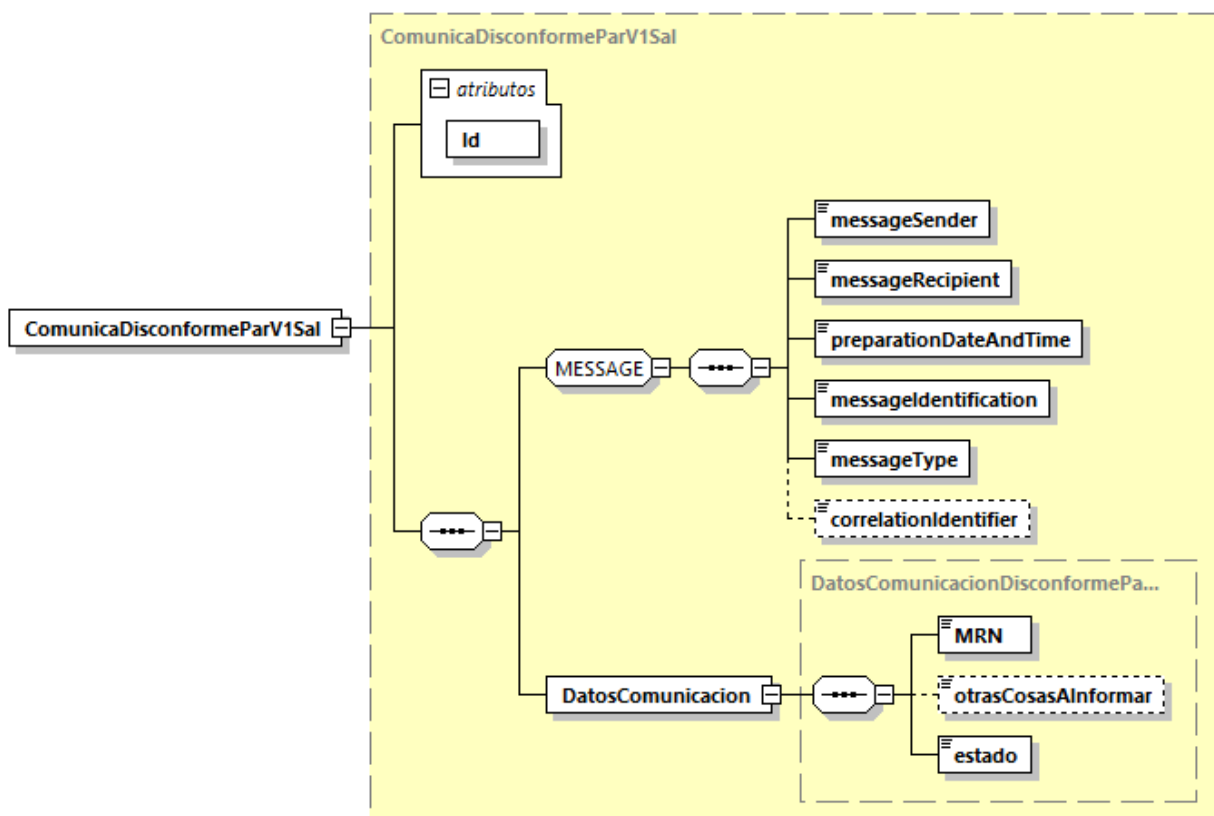 ComunicaDisconformeParV1Sal
atributos
Id
messageSender
messageRecipient
ComunicaDisconformeParV1Sal
preparationDateAndTime
MESSAGE
messageIdentification
messageType
correlationIdentifier
DatosComunicacionDisconformePa...
MRN
DatosComunicacion
otrasCosasAInformar
estado